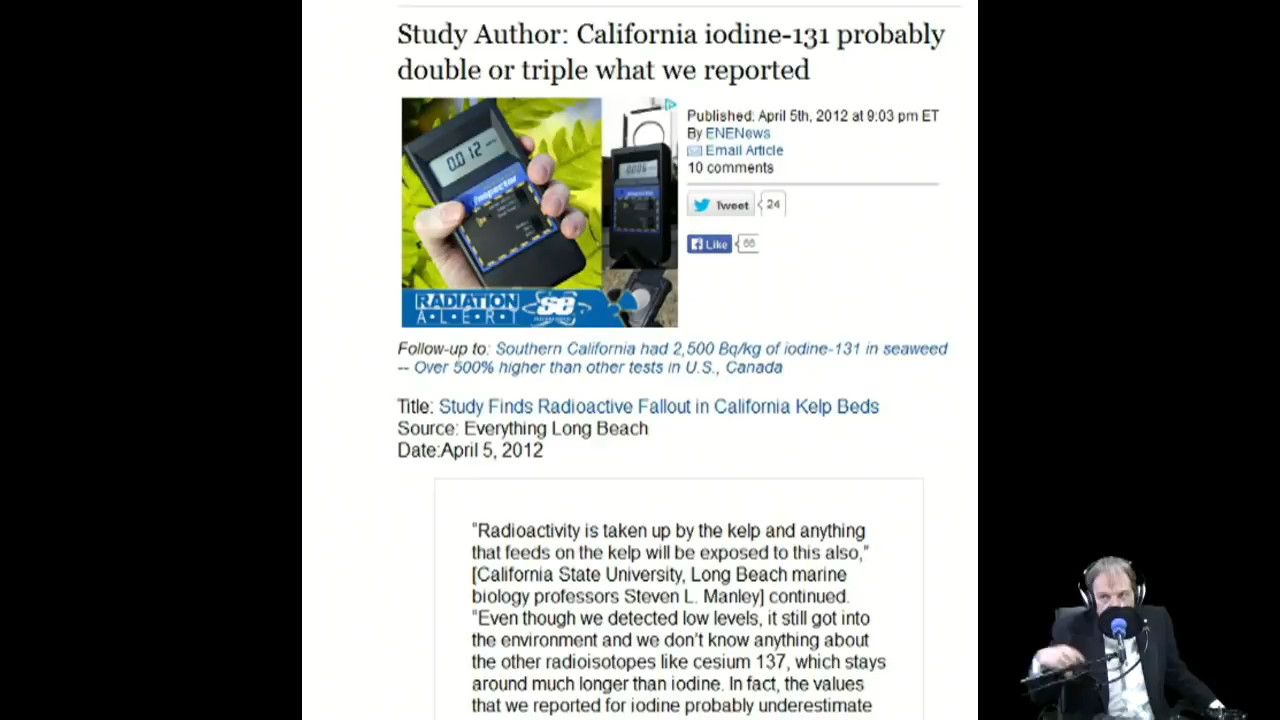 Study Author: California iodine-131 probably
double or triple what we reported
Published: April 5th, 2012 at 9:03 pm ET
By ENENews
Email Article
10 comments
Tweet
24
Like
66
0.012
Inspector
RADIATION
A•L•E•R•T
se
Follow-up to: Southern California had 2,500 Bq/kg of iodine-131 in seaweed
-- Over 500% higher than other tests in U.S., Canada
Title: Study Finds Radioactive Fallout in California Kelp Beds
Source: Everything Long Beach
Date:April 5, 2012
"Radioactivity is taken up by the kelp and anything
that feeds on the kelp will be exposed to this also,"
[California State University, Long Beach marine
biology professors Steven L. Manley] continued.
"Even though we detected low levels, it still got into
the environment and we don't know anything about
the other radioisotopes like cesium 137, which stays
around much longer than iodine. In fact, the values
that we reported for iodine probably underestimate